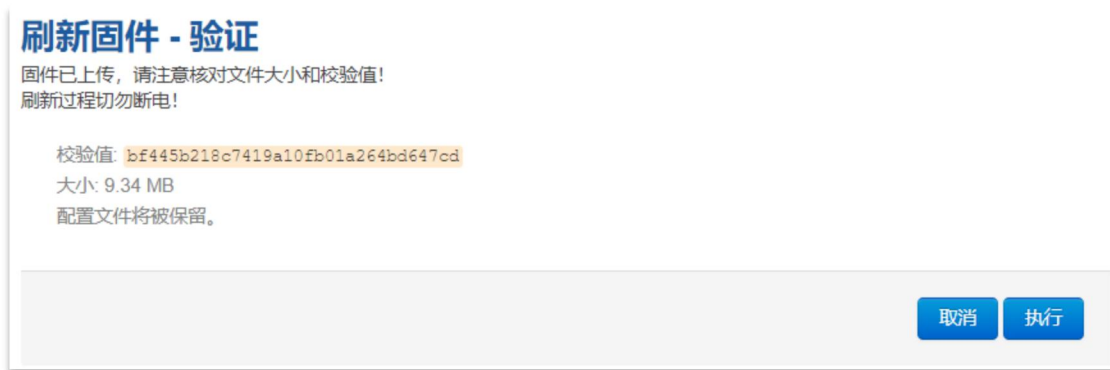 刷新固件 - 验证
固件已上传，请注意核对文件大小和校验值！
刷新过程切勿断电！
校验值: bf445b218c7419a10fb01a264bd647cd
大小: 9.34 MB
配置文件将被保留。
取消 执行